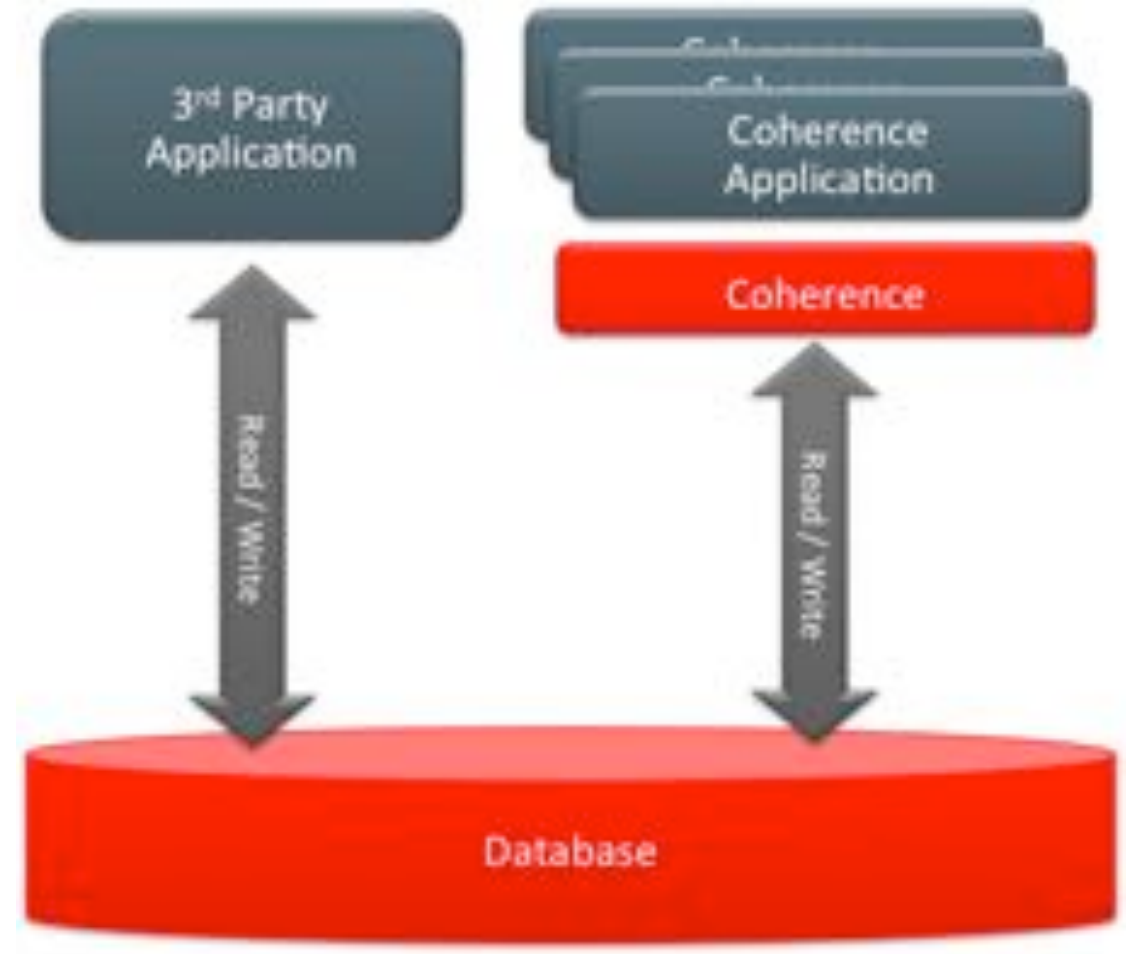 3rd Party
Application
Coherence
Application
Coherence
Read / Write
Read / Write
Database